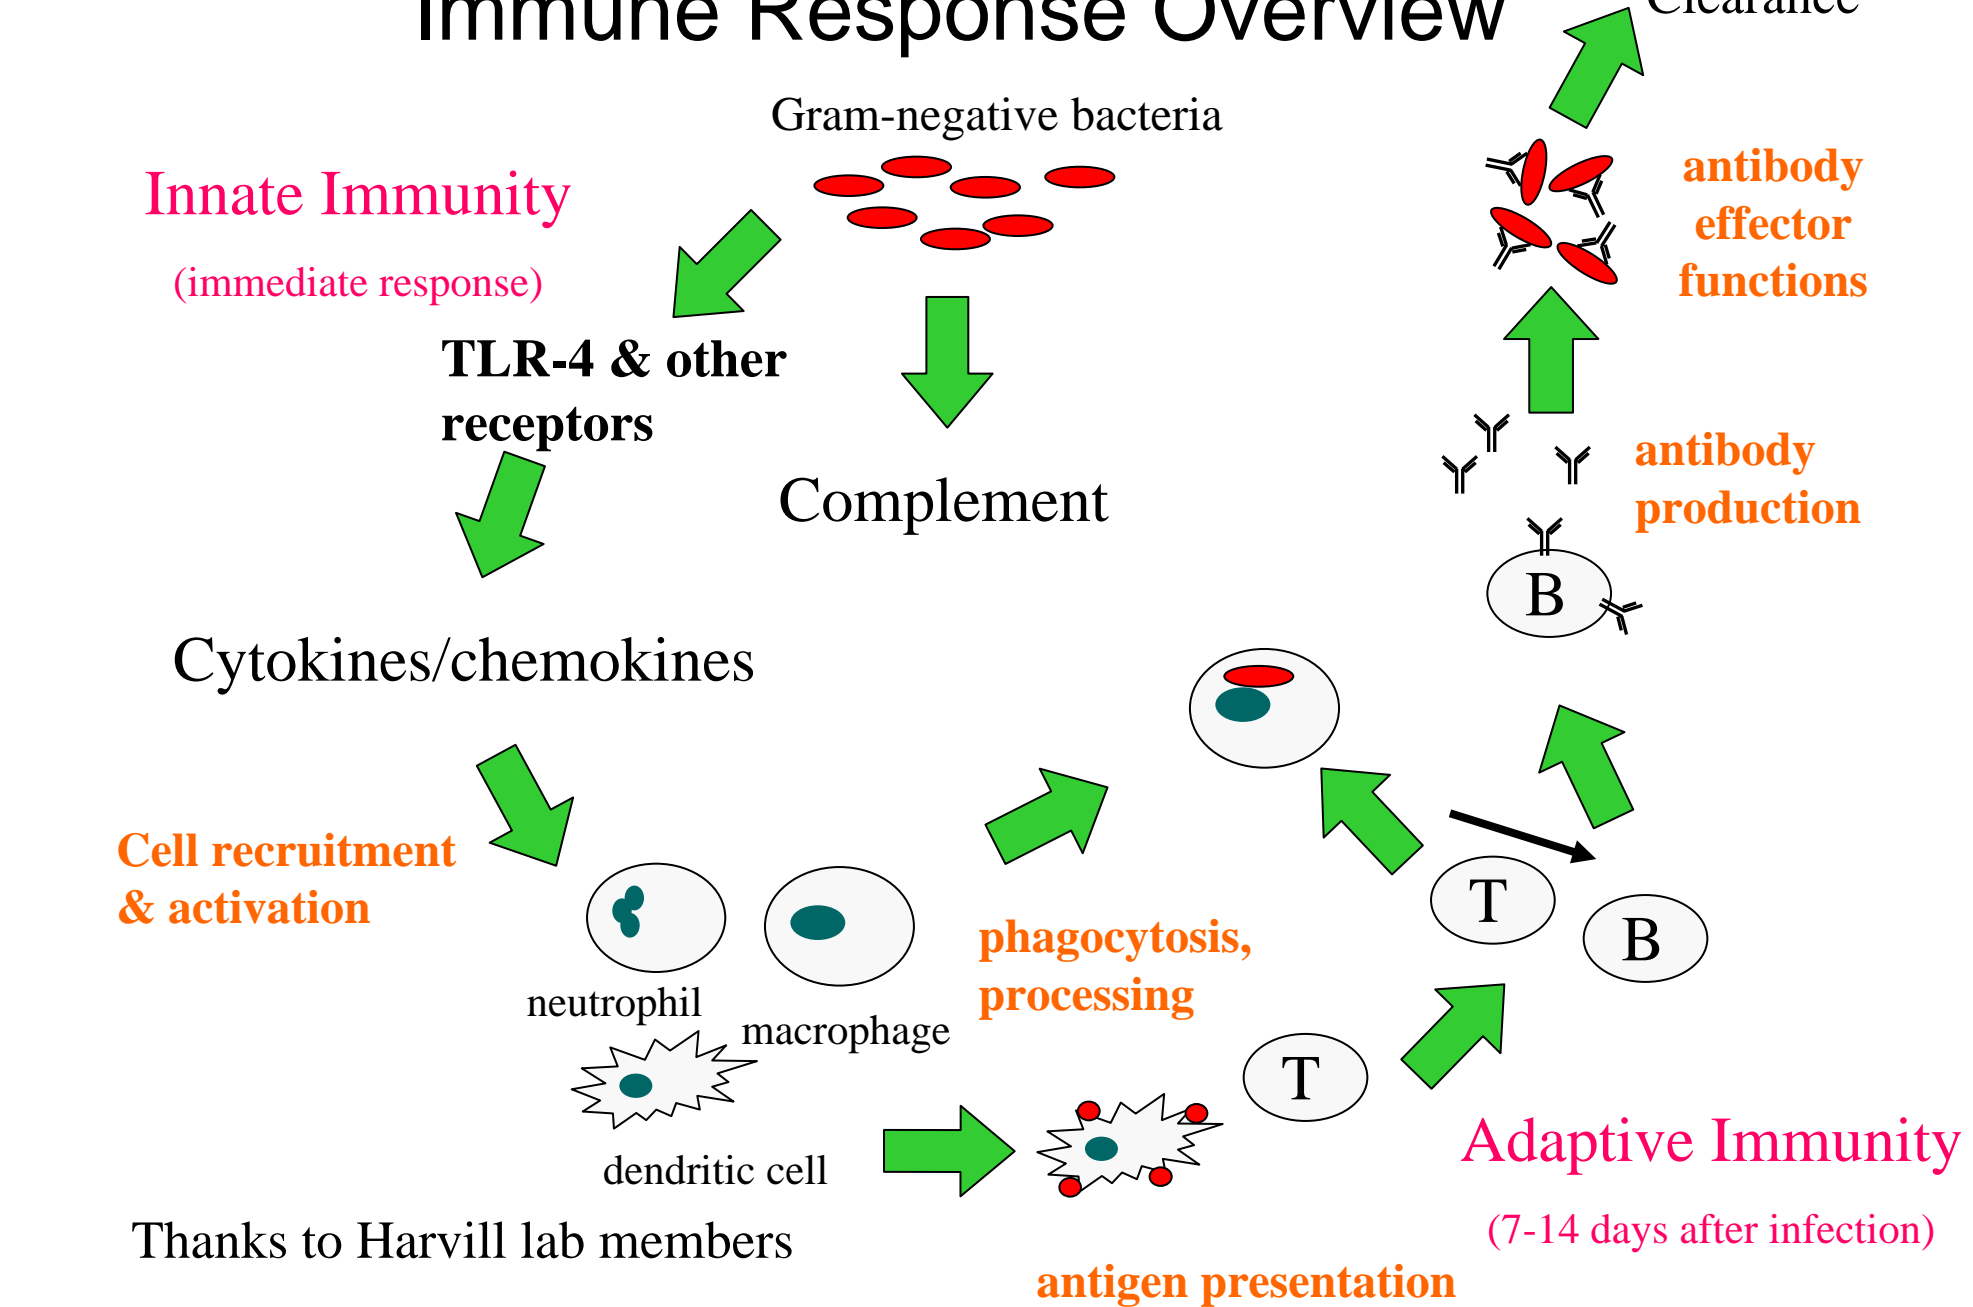 Immune Response Overview
Clearance
Gram-negative bacteria
Innate Immunity
(immediate response)
antibody
effector
functions
TLR-4 & other
receptors
Complement
antibody
production
B
Cytokines/chemokines
Cell recruitment
& activation
T
B
neutrophil
macrophage
phagocytosis,
processing
T
dendritic cell
Adaptive Immunity
(7-14 days after infection)
Thanks to Harvill lab members
antigen presentation